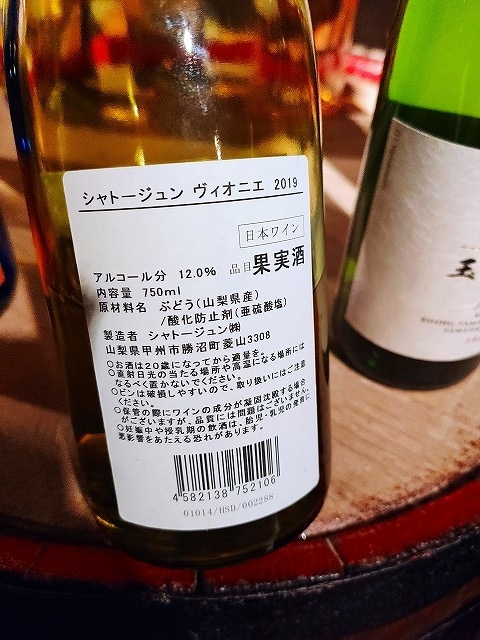 シャトージュン ヴィオニエ 2019
日本ワイン
アルコール分 12.0% 品目 果実酒
内容量 750ml
原材料名 ぶどう(山梨県産)
/酸化防止剤(亜硫酸塩)
製造者 シャトージュン㈱
山梨県甲州市勝沼町菱山3308
○お酒は20歳になってから適量を。
○直射日光の当たる場所や高温になる場所には
なるべく置かないでください。
○ビンは破損しやすいので、取り扱いにはご注意
ください。
○保管の際にワインの成分が凝固沈殿する場合
がございますが、品質には問題はございません。
○妊娠中や授乳期の飲酒は、胎児・乳児の発育に
悪影響をあたえる恐れがあります。
4582138752106
01014/HSD/002288